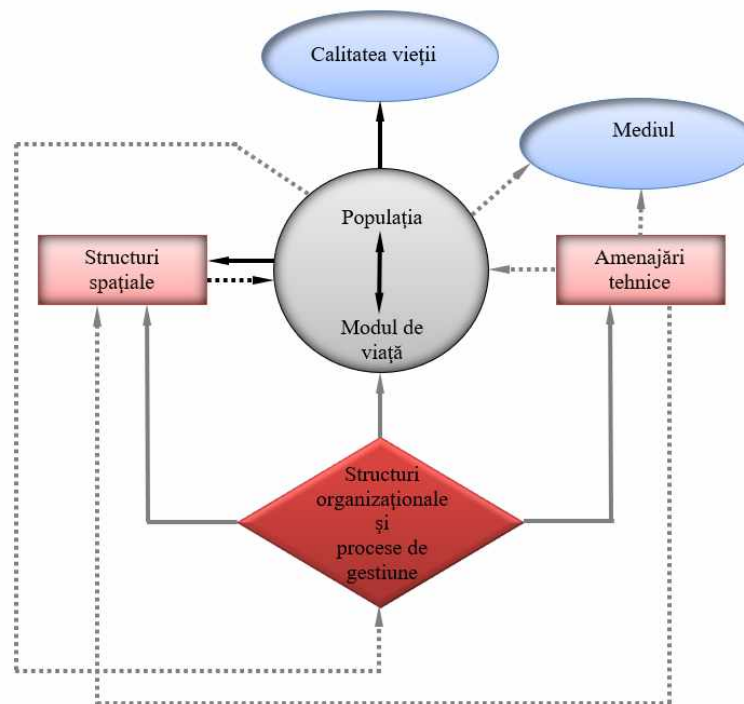 Calitatea vieții
Mediul
Populația
Structuri
spațiale
Amenajări
tehnice
Modul de
viață
Structuri
organizaționale
și
procese de
gestiune